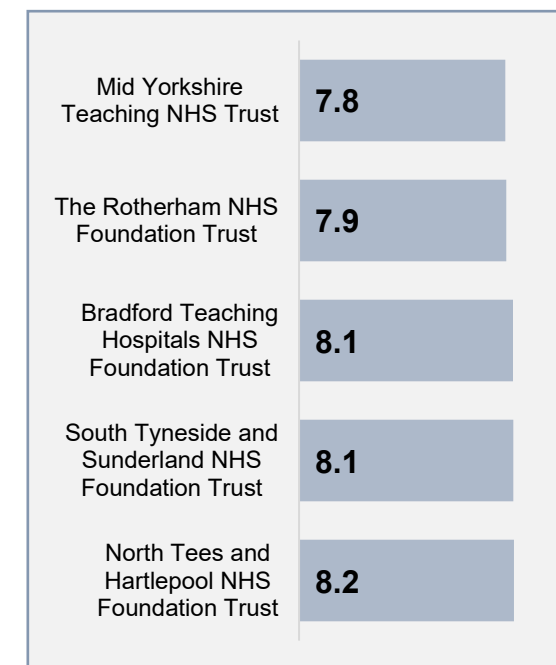 Mid Yorkshire
Teaching NHS Trust
7.8
The Rotherham NHS
Foundation Trust
7.9
Bradford Teaching
Hospitals NHS
Foundation Trust
8.1
South Tyneside and
Sunderland NHS
Foundation Trust
8.1
North Tees and
Hartlepool NHS
Foundation Trust
8.2